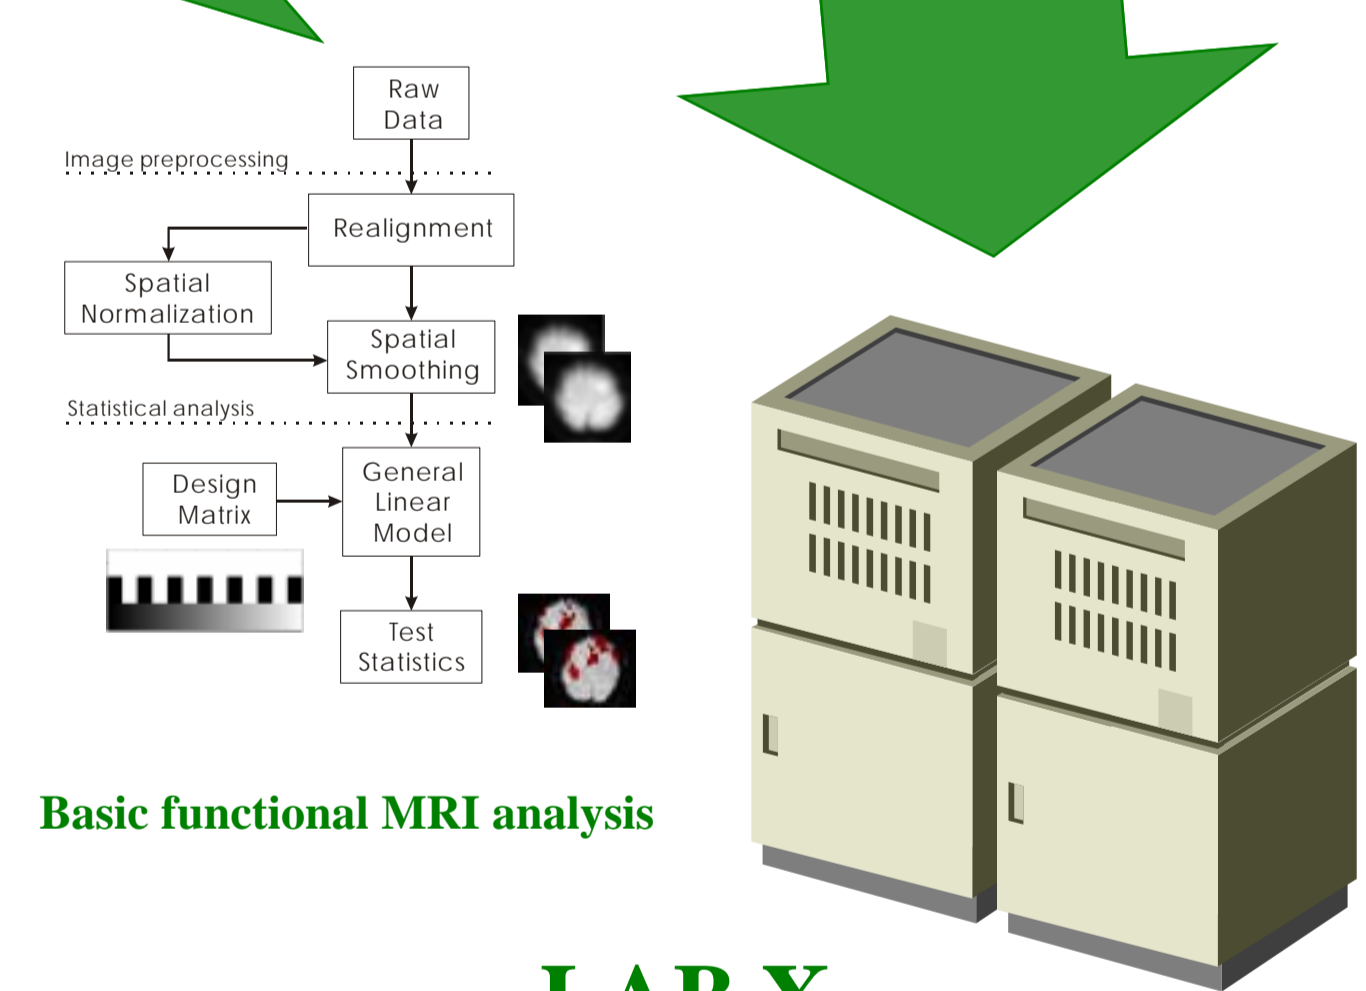 Raw
Data
Image preprocessing
Realignment
Spatial
Normalization
Spatial
Smoothing
Statistical analysis
Design
Matrix
General
Linear
Model
Test
Statistics
Basic functional MRI analysis
LAB X